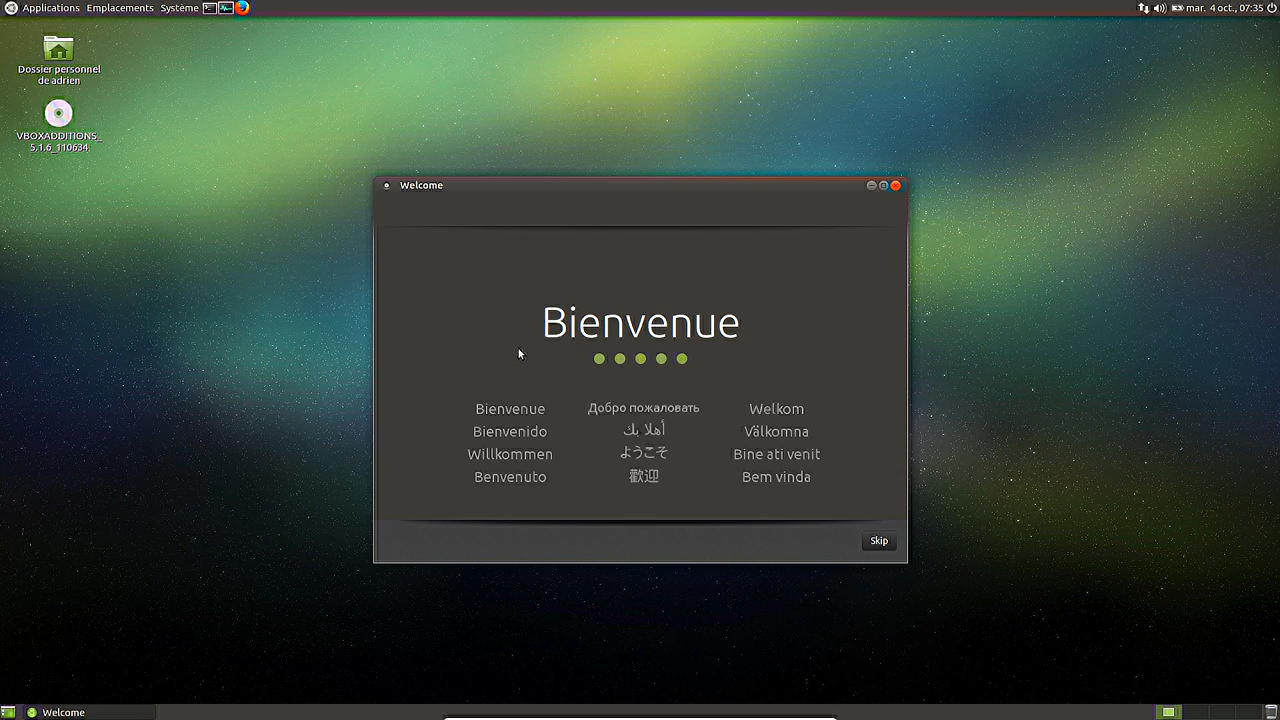 Applications Emplacements Système mar. 4 oct., 07:35
Dossier personnel
de adrien
VBOXADDITIONS_
5.1.6_110634
Welcome
Bienvenue
Bienvenue Добро пожаловать Welkom
Bienvenido أهلا بك Välkomna
Willkommen ようこそ Bine ati venit
Benvenuto 歡迎 Bem vinda
Skip
Welcome